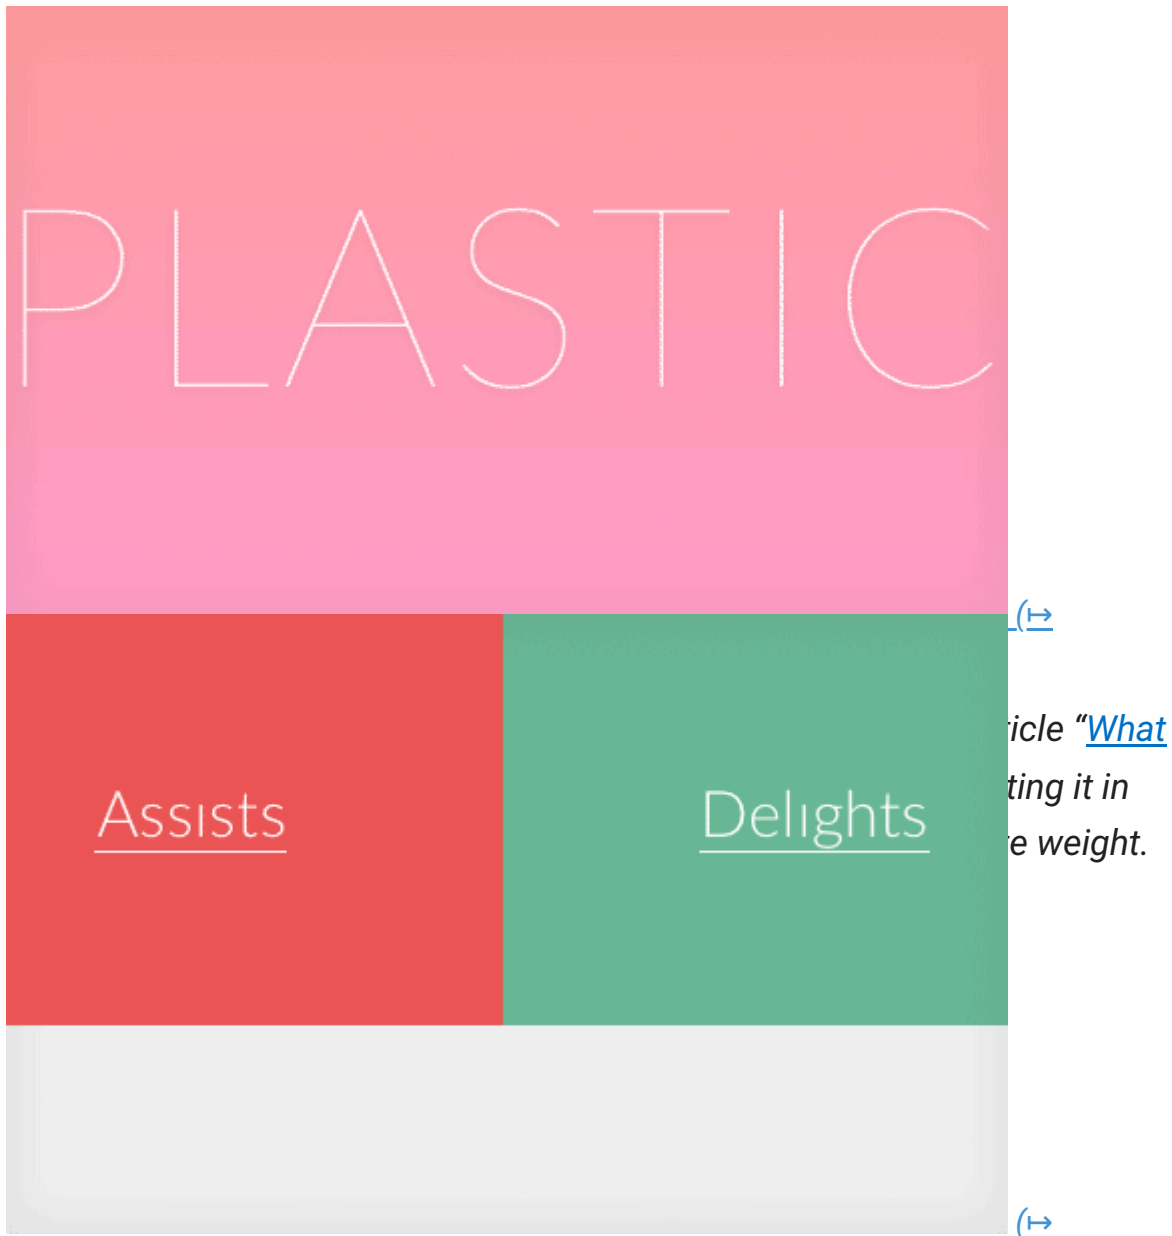 PLASTIC
(↦
Assists
Delights
icle “What
ting it in
e weight.
(↦